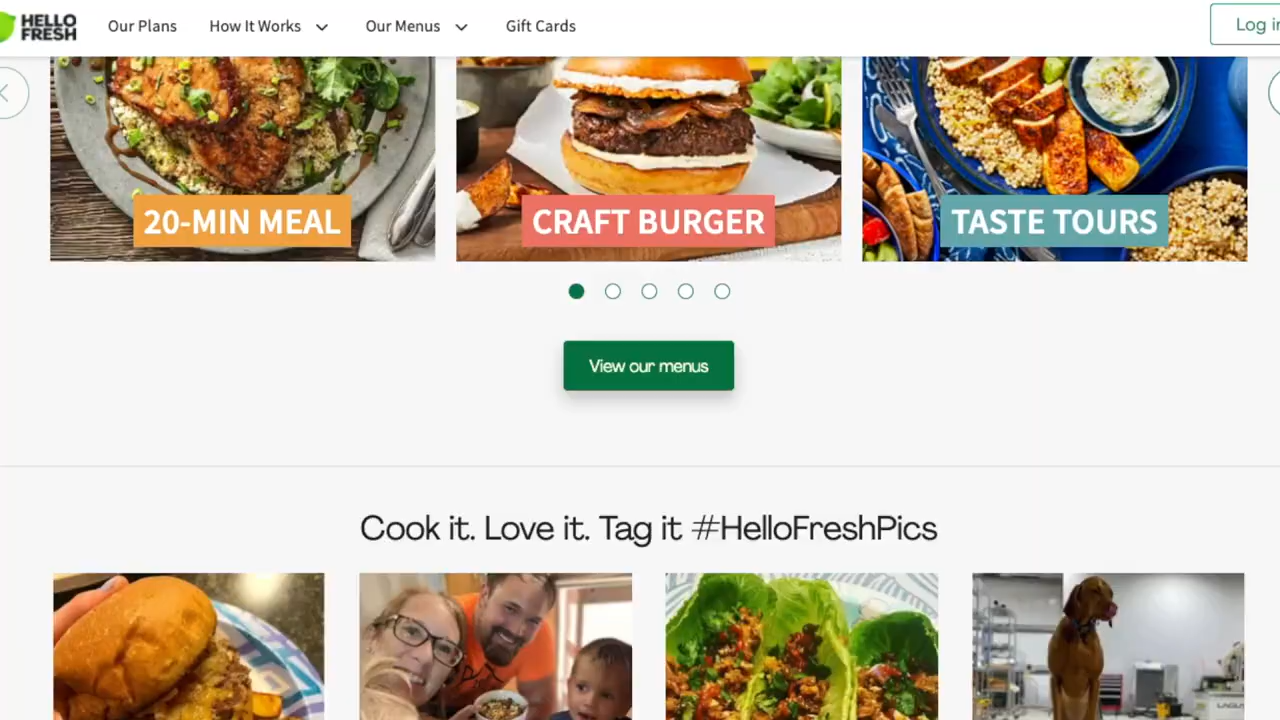 HELLO
FRESH
Our Plans
How It Works
Our Menus
Gift Cards
Log in
20-MIN MEAL
CRAFT BURGER
TASTE TOURS
View our menus
Cook it. Love it. Tag it #HelloFreshPics